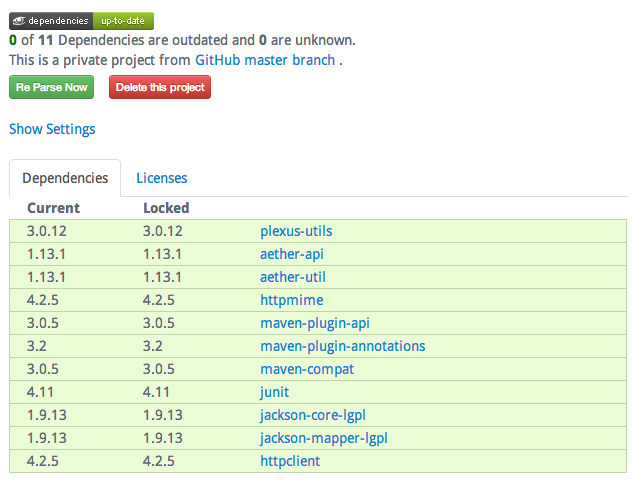 dependencies up-to-date
0 of 11 Dependencies are outdated and 0 are unknown.
This is a private project from GitHub master branch .
Re Parse Now Delete this project
Show Settings
Dependencies Licenses
Current Locked
3.0.12 3.0.12 plexus-utils
1.13.1 1.13.1 aether-api
1.13.1 1.13.1 aether-util
4.2.5 4.2.5 httpmime
3.0.5 3.0.5 maven-plugin-api
3.2 3.2 maven-plugin-annotations
3.0.5 3.0.5 maven-compat
4.11 4.11 junit
1.9.13 1.9.13 jackson-core-lgpl
1.9.13 1.9.13 jackson-mapper-lgpl
4.2.5 4.2.5 httpclient